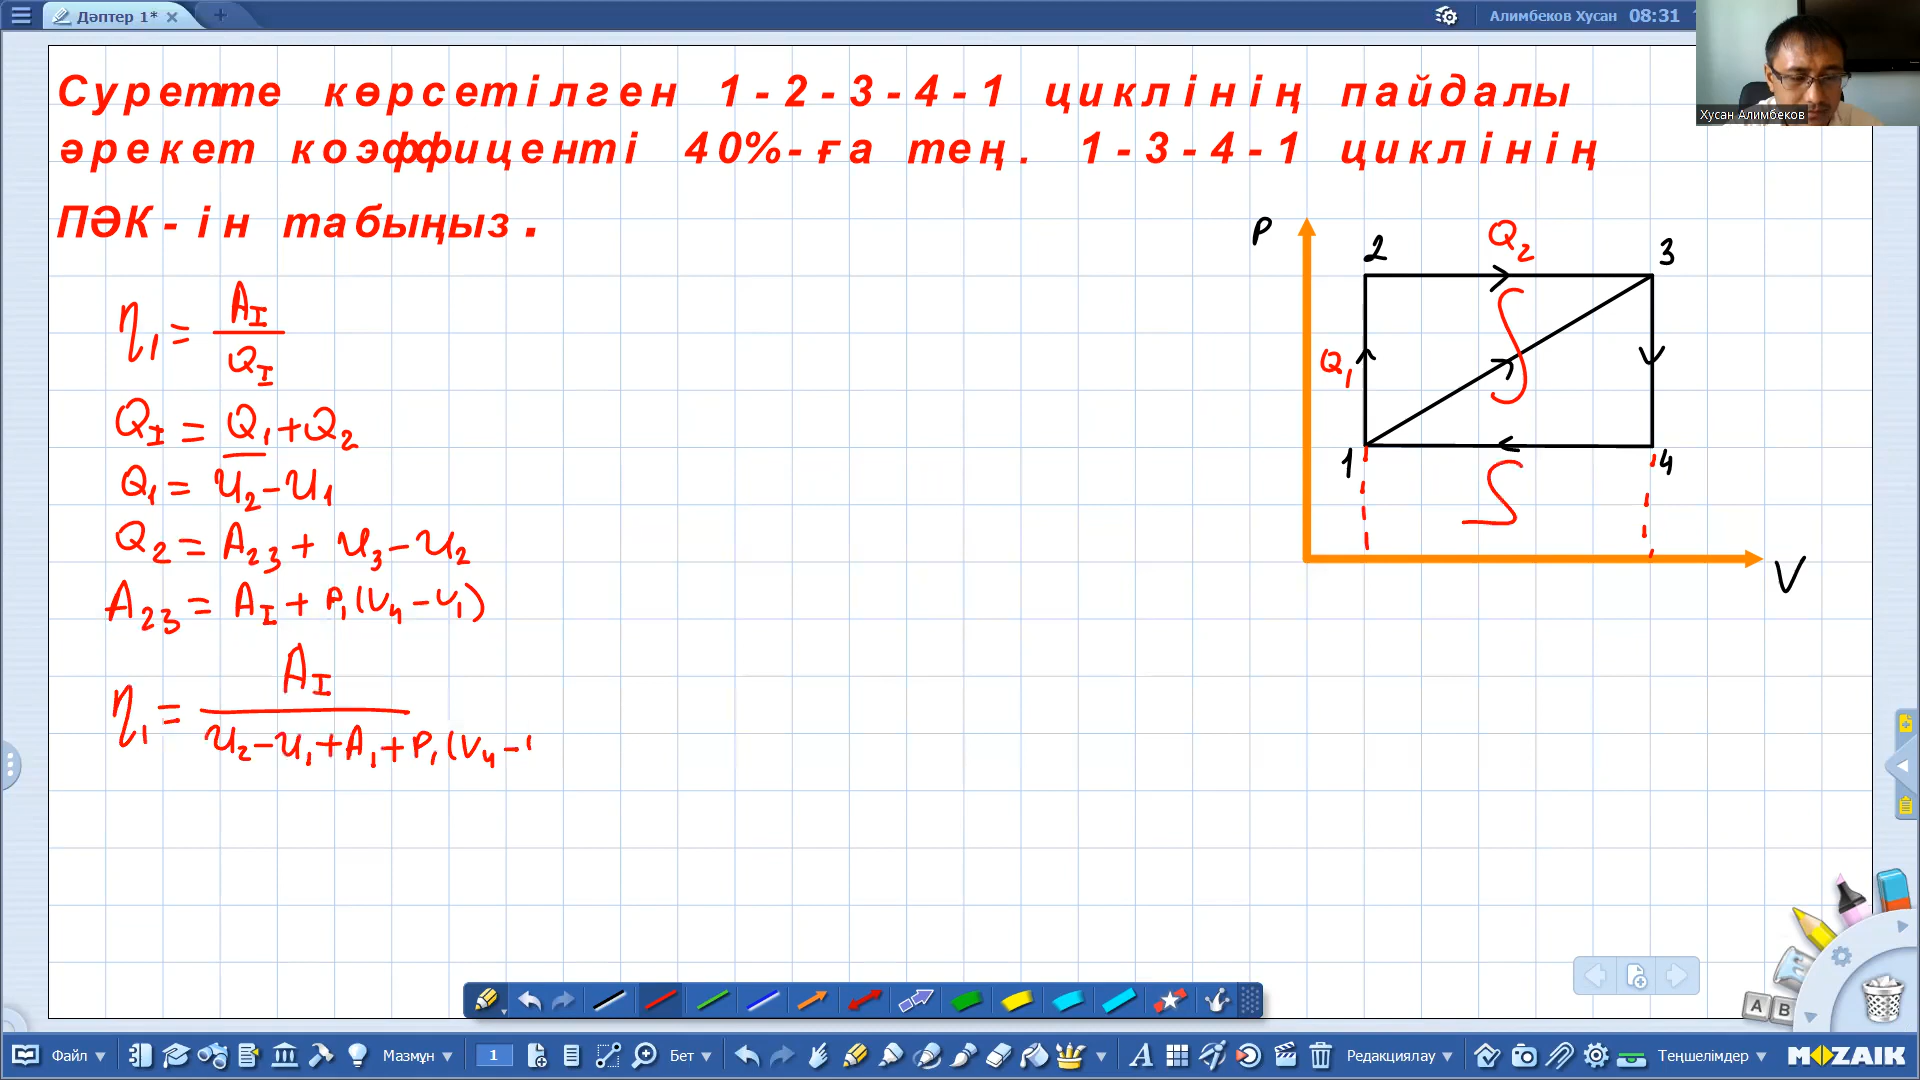 Дәптер 1*
Алимбеков Хусан 08:31
Хусан Алимбеков
Суретте көрсетілген 1-2-3-4-1 циклінің пайдалы
әрекет коэффиценті 40%-ға тең. 1-3-4-1 циклінің
ПӘК-ін табыңыз.
η₁ = A_I / Q_I
Q_I = Q₁ + Q₂
Q₁ = U₂ - U₁
Q₂ = A₂₃ + U₃ - U₂
A₂₃ = A_I + P₁(V₄ - V₁)
η₁ = A_I / U₂ - U₁ + A₁ + P₁(V₄ -
P
2
Q₂
3
Q₁
1
4
V
A B
Файл
Мазмұн
1
Бет
Редакциялау
Теңшелімдер
MOZAIK